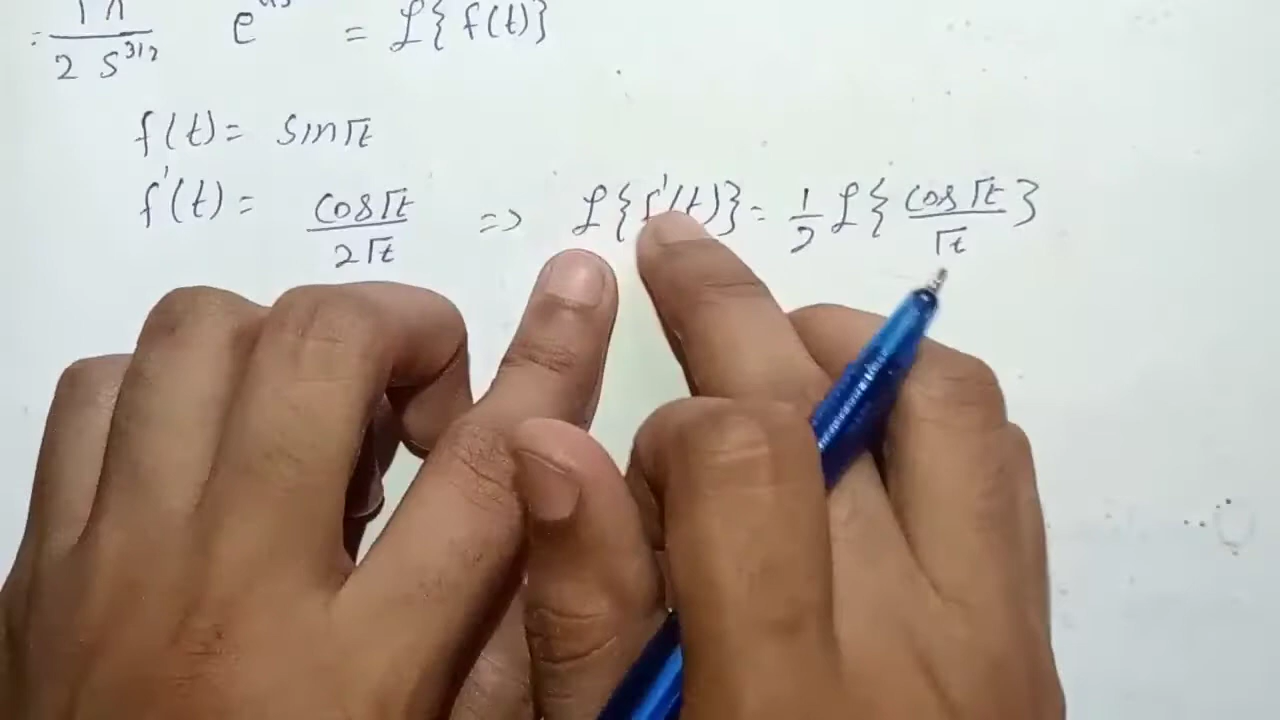 = √π / 2 s^3/2 e = ℒ{f(t)}
f(t) = sin√t
f'(t) = cos√t / 2√t => ℒ{f'(t)} = 1/2 ℒ{cos√t / √t}